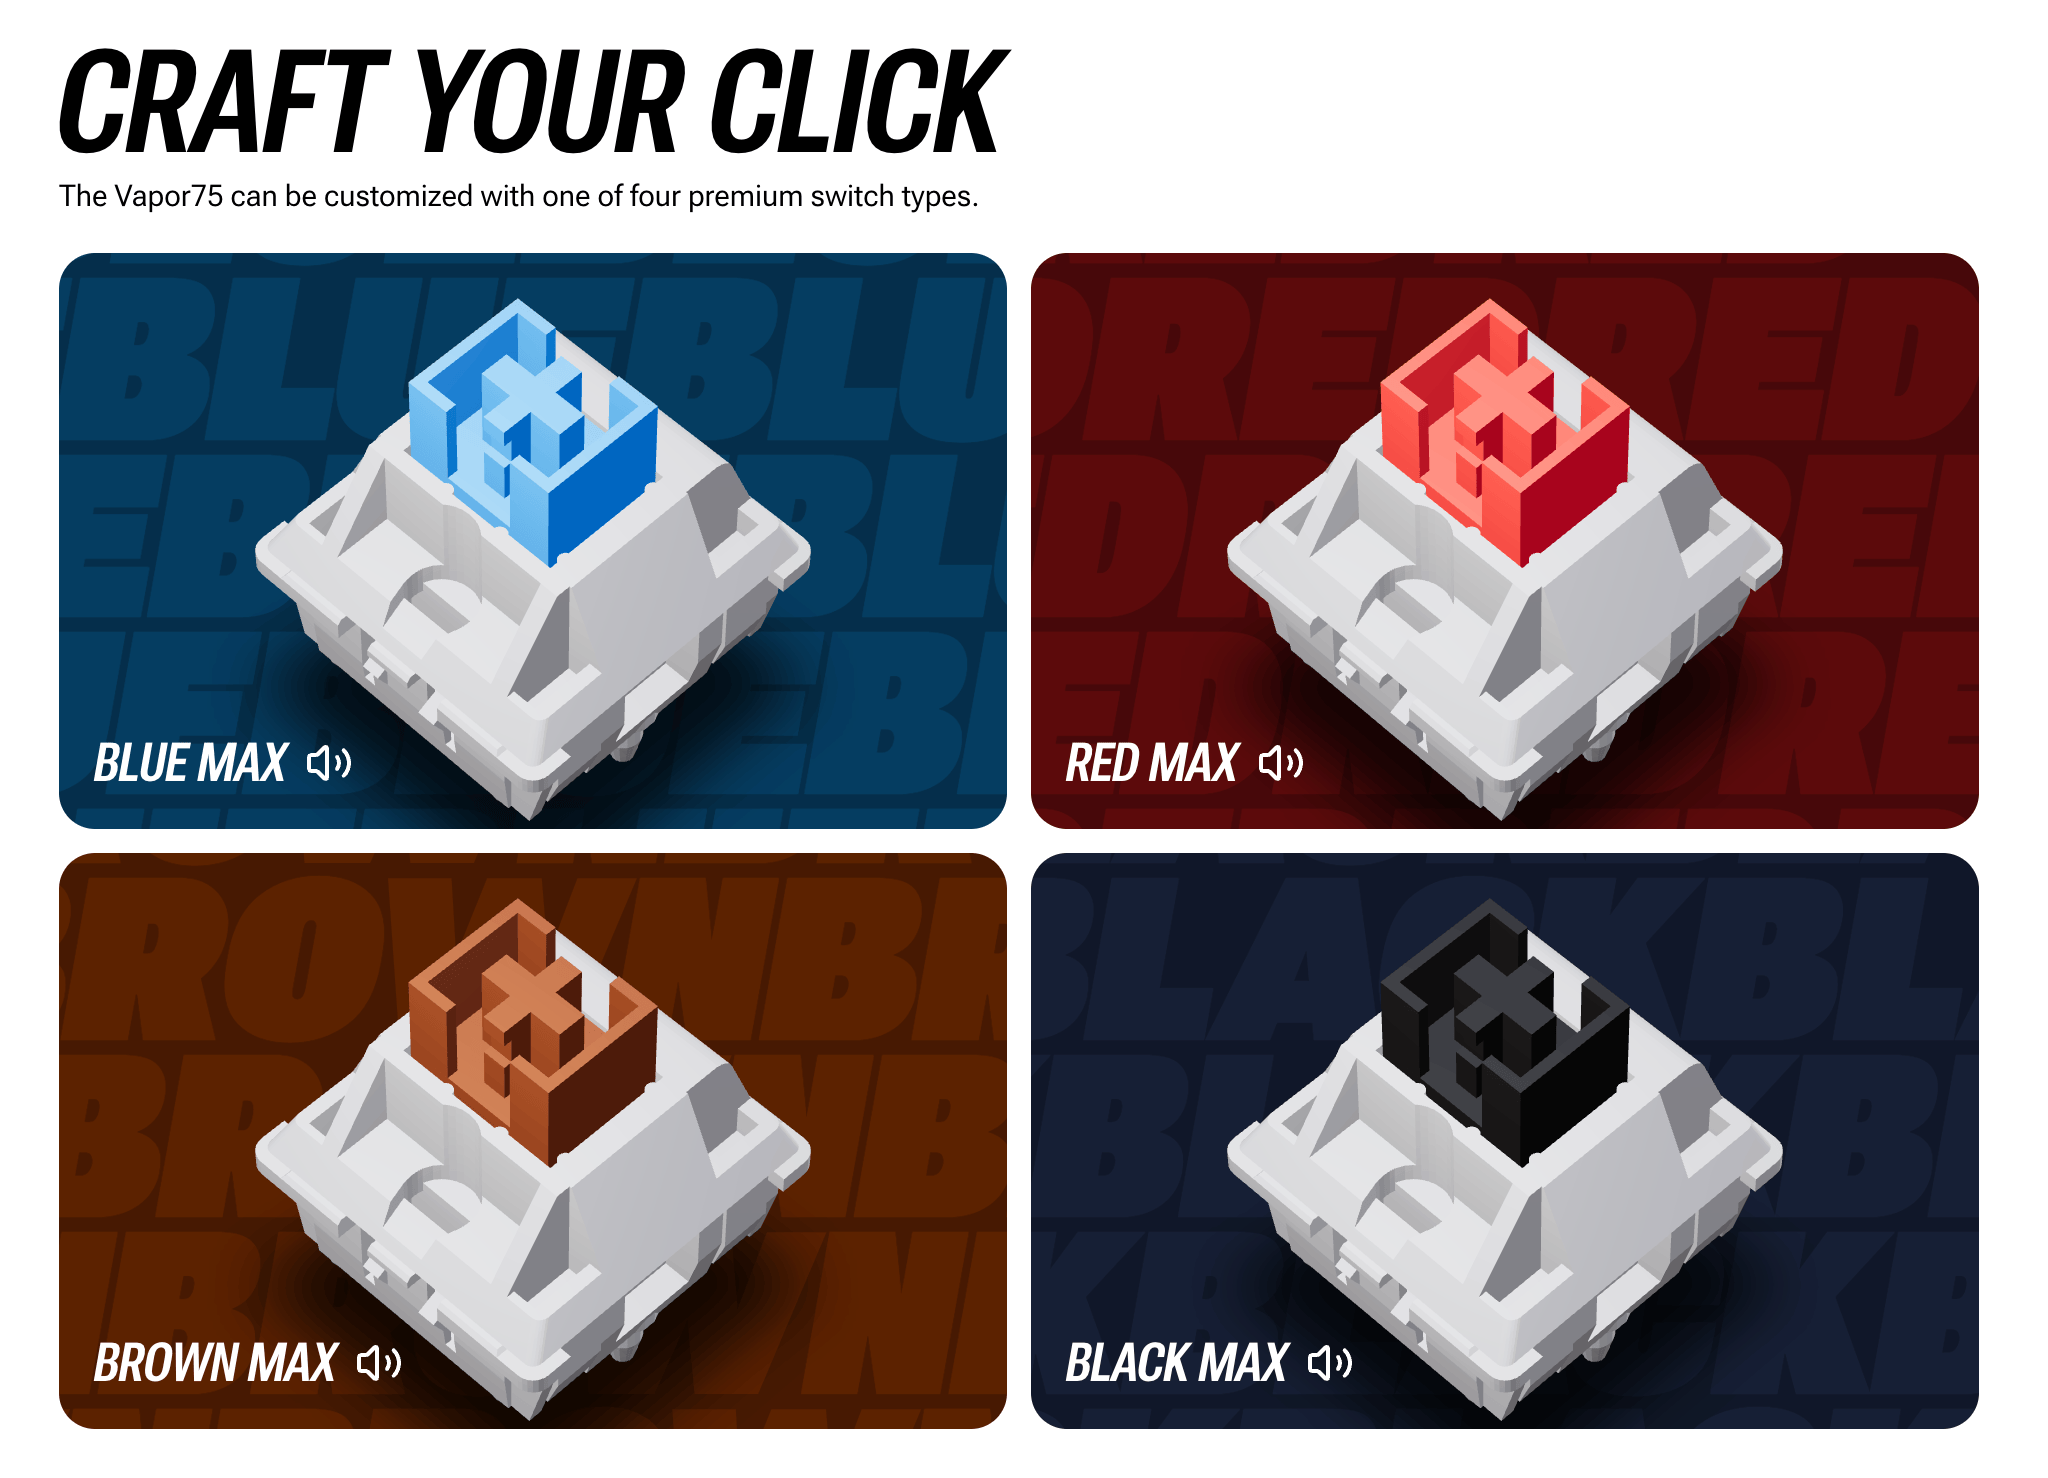 CRAFT YOUR CLICK
The Vapor75 can be customized with one of four premium switch types.
BLUE MAX
RED MAX
BROWN MAX
BLACK MAX